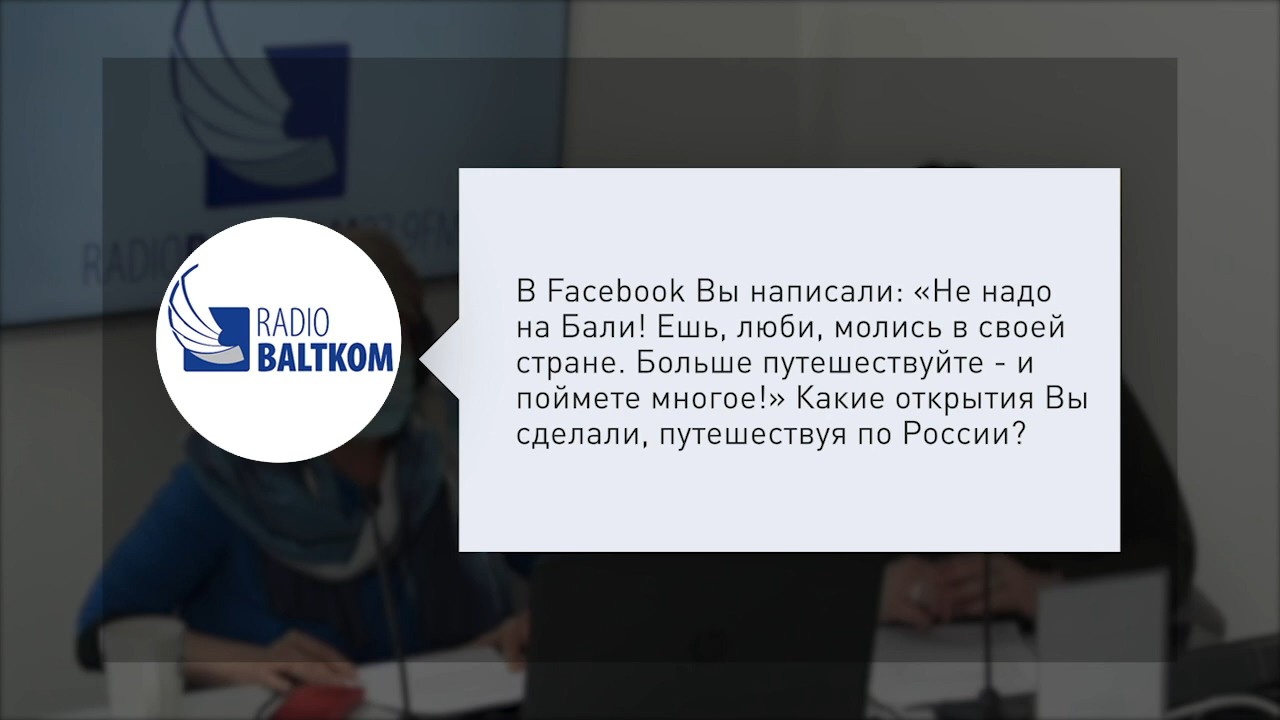 RADIO
RADIO
BALTKOM
В Facebook Вы написали: «Не надо
на Бали! Ешь, люби, молись в своей
стране. Больше путешествуйте - и
поймете многое!» Какие открытия Вы
сделали, путешествуя по России?